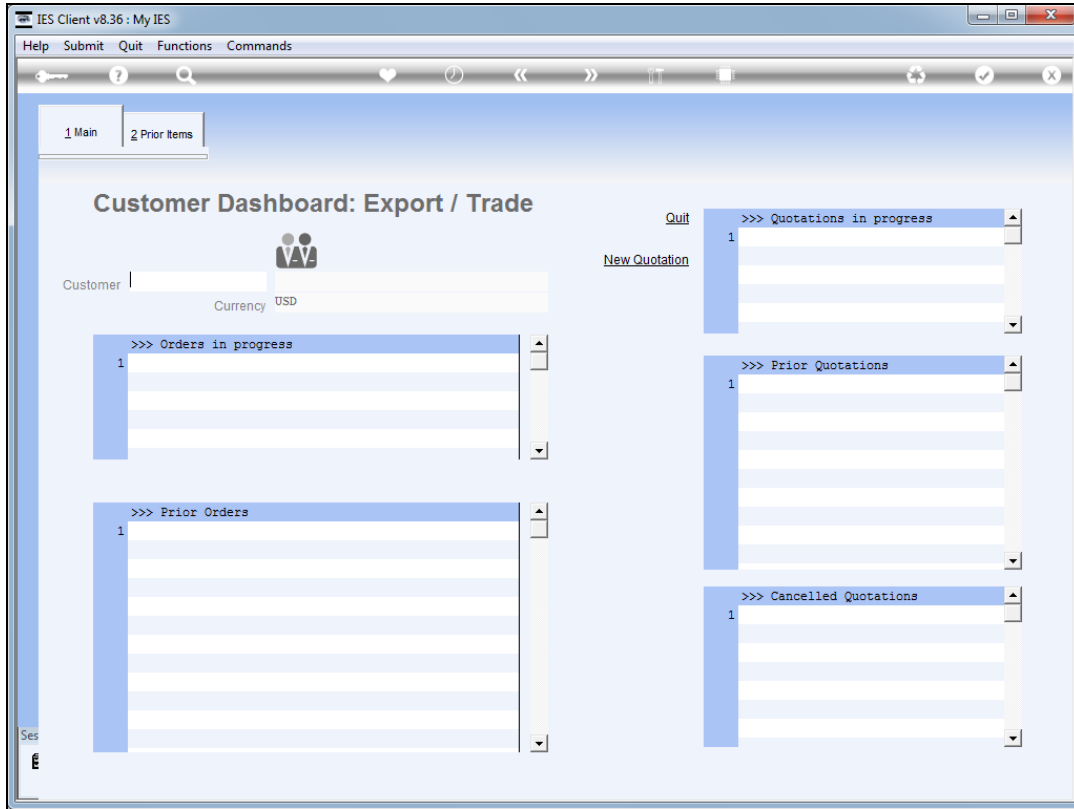 IES Client v8.36 : My IES
Help Submit Quit Functions Commands
1 Main
2 Prior Items
Customer Dashboard: Export / Trade
Customer
Currency USD
Quit
New Quotation
>>> Quotations in progress
1
>>> Orders in progress
1
>>> Prior Quotations
1
>>> Prior Orders
1
>>> Cancelled Quotations
1
Ses